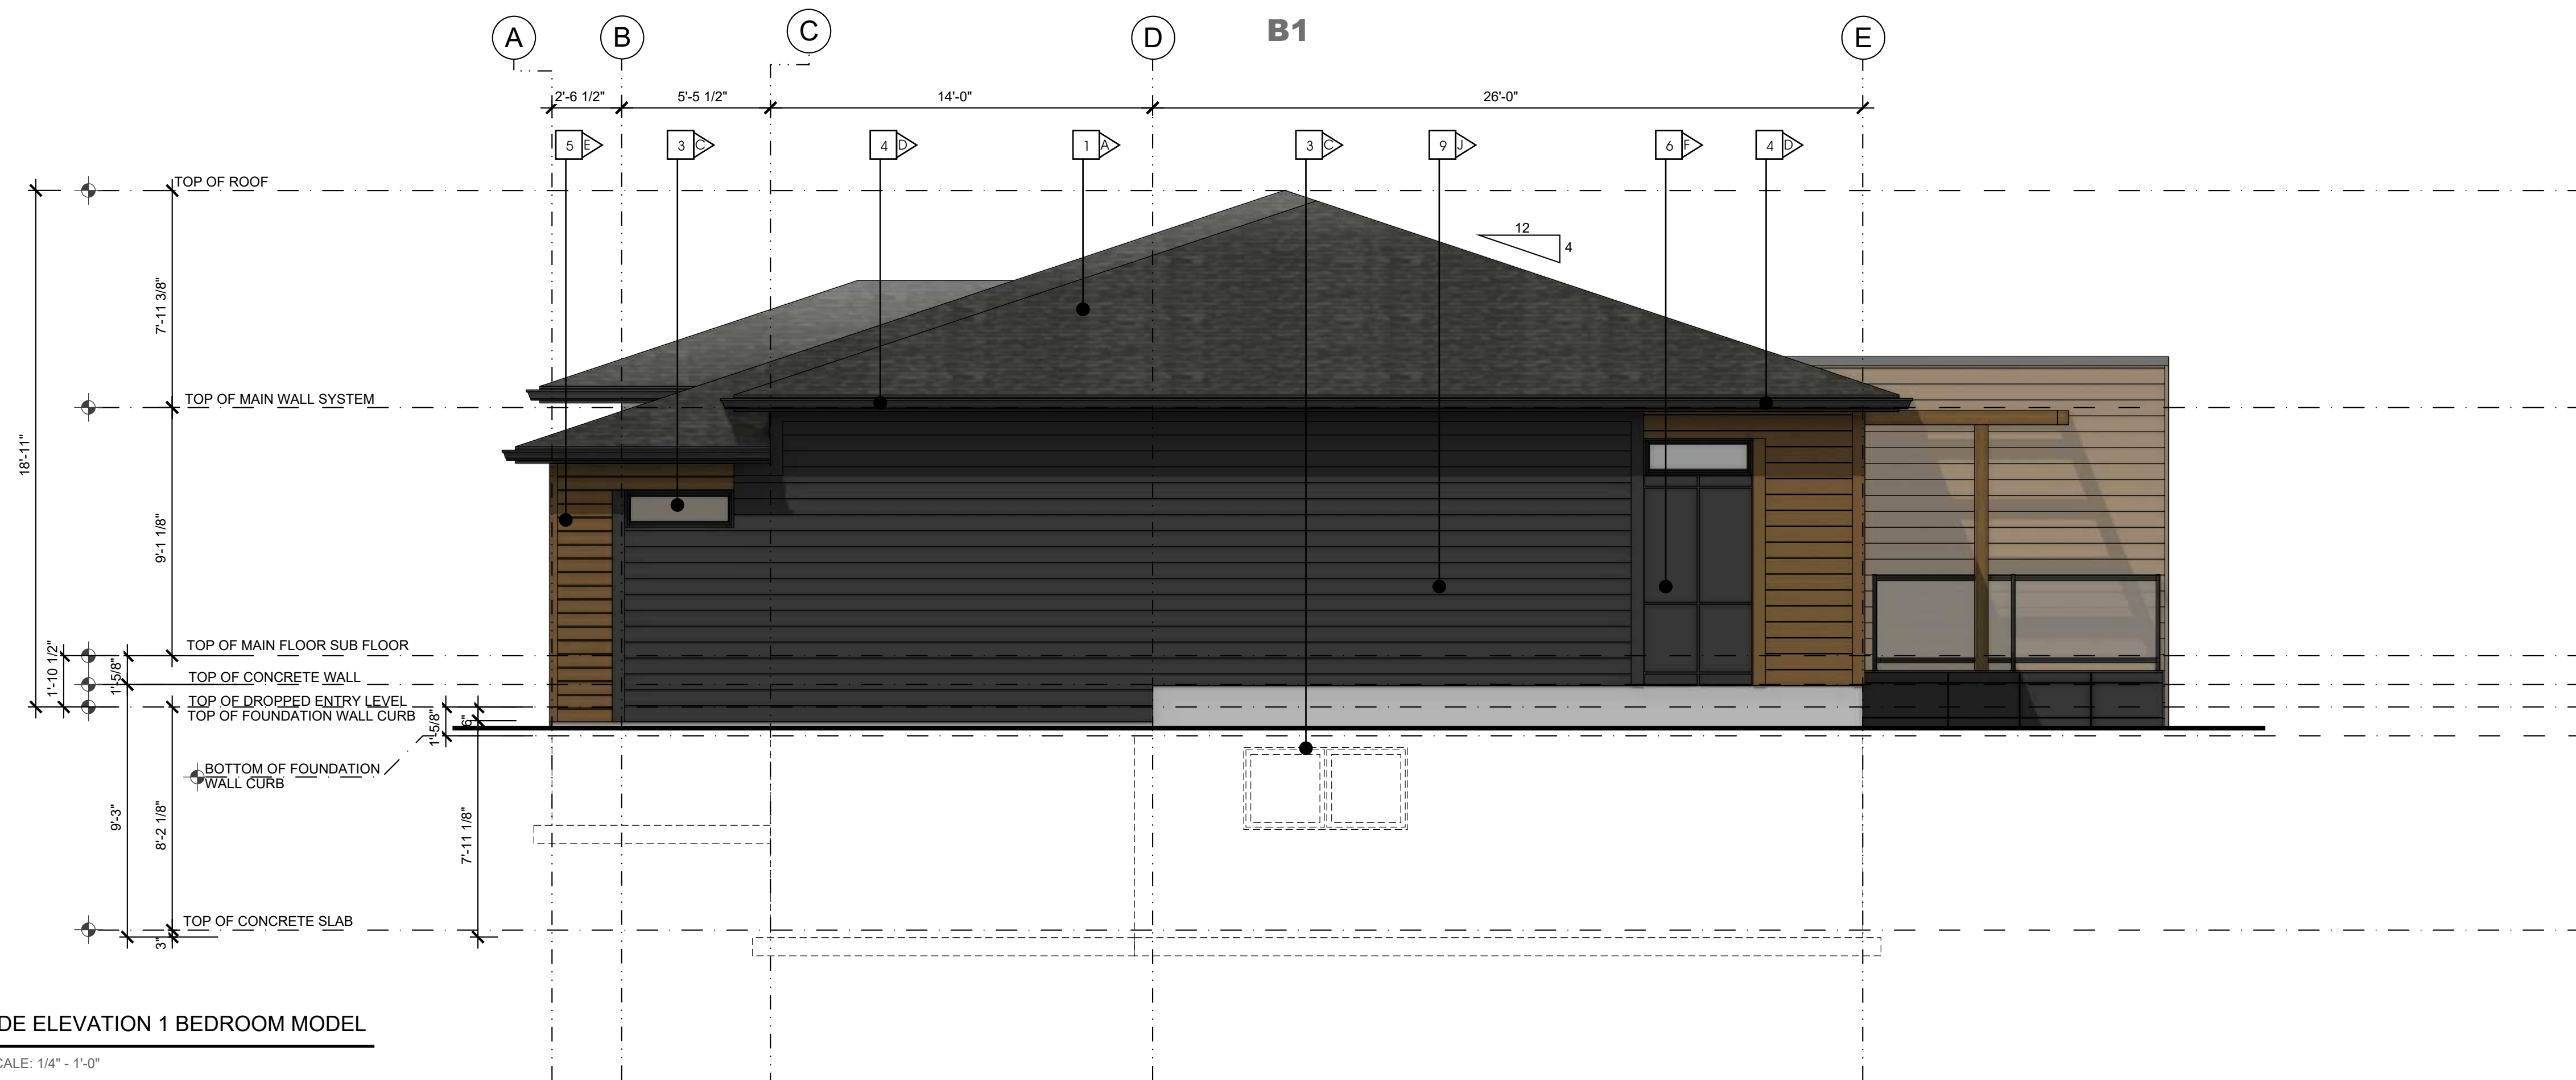 A
B
C
D
B1
E
2'-6 1/2"
5'-5 1/2"
14'-0"
26'-0"
5 E
3 C
4 D
1 A
3 C
9 J
6 F
4 D
TOP OF ROOF
12
4
7'-11 3/8"
TOP OF MAIN WALL SYSTEM
18'-11"
9'-1 1/8"
TOP OF MAIN FLOOR SUB FLOOR
1'-10 1/2"
1'-5/8"
TOP OF CONCRETE WALL
TOP OF DROPPED ENTRY LEVEL
TOP OF FOUNDATION WALL CURB
1'-5/8"
6"
BOTTOM OF FOUNDATION
WALL CURB
9'-3"
8'-2 1/8"
7'-11 1/8"
TOP OF CONCRETE SLAB
3"
DE ELEVATION 1 BEDROOM MODEL
CALE: 1/4" - 1'-0"